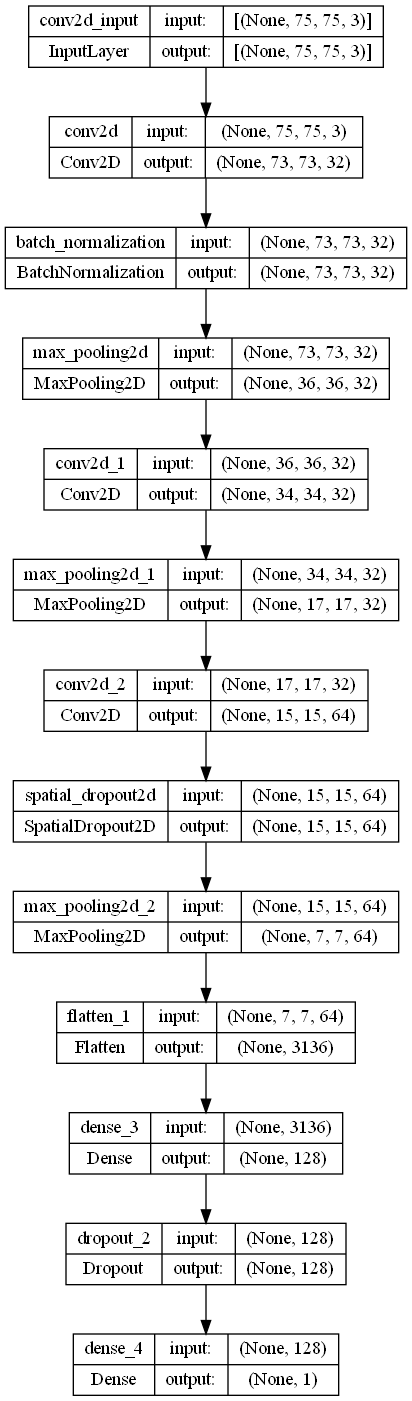 conv2d_input input: [(None, 75, 75, 3)]
InputLayer output: [(None, 75, 75, 3)]
conv2d input: (None, 75, 75, 3)
Conv2D output: (None, 73, 73, 32)
batch_normalization input: (None, 73, 73, 32)
BatchNormalization output: (None, 73, 73, 32)
max_pooling2d input: (None, 73, 73, 32)
MaxPooling2D output: (None, 36, 36, 32)
conv2d_1 input: (None, 36, 36, 32)
Conv2D output: (None, 34, 34, 32)
max_pooling2d_1 input: (None, 34, 34, 32)
MaxPooling2D output: (None, 17, 17, 32)
conv2d_2 input: (None, 17, 17, 32)
Conv2D output: (None, 15, 15, 64)
spatial_dropout2d input: (None, 15, 15, 64)
SpatialDropout2D output: (None, 15, 15, 64)
max_pooling2d_2 input: (None, 15, 15, 64)
MaxPooling2D output: (None, 7, 7, 64)
flatten_1 input: (None, 7, 7, 64)
Flatten output: (None, 3136)
dense_3 input: (None, 3136)
Dense output: (None, 128)
dropout_2 input: (None, 128)
Dropout output: (None, 128)
dense_4 input: (None, 128)
Dense output: (None, 1)